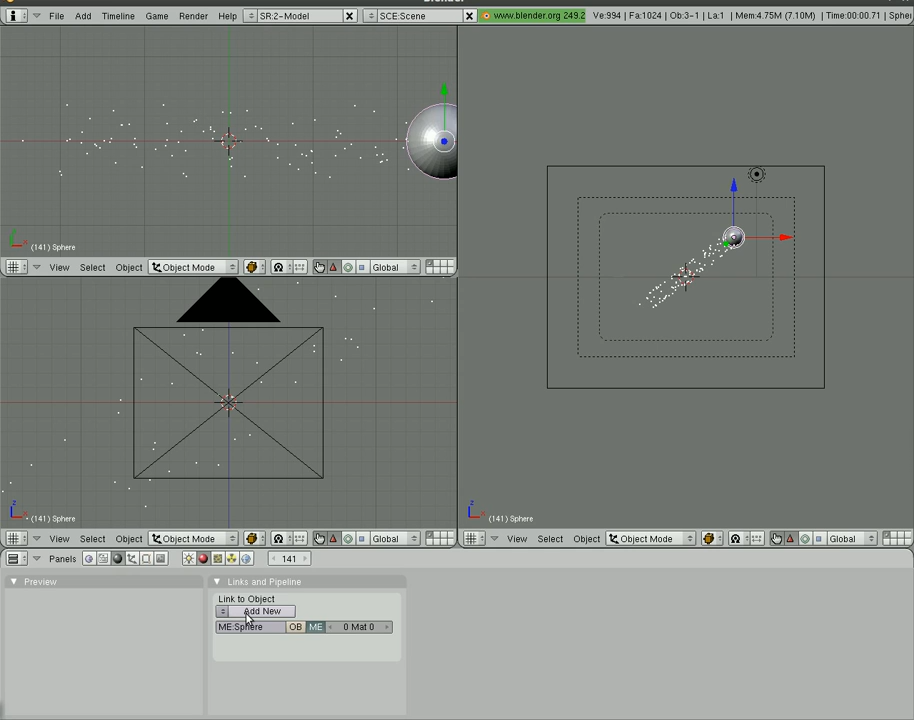 File Add Timeline Game Render Help SR:2-Model SCE:Scene www.blender.org 249.2 Ve:994 | Fa:1024 | Ob:3-1 | La:1 | Mem:4.75M (7.10M) | Time:00:00.71 |
(141) Sphere
View Select Object Object Mode Global
(141) Sphere
(141) Sphere
View Select Object Object Mode Global
View Select Object Object Mode Global
Panels 141
Preview
Links and Pipeline
Link to Object
Add New
ME:Sphere OB ME 0 Mat 0